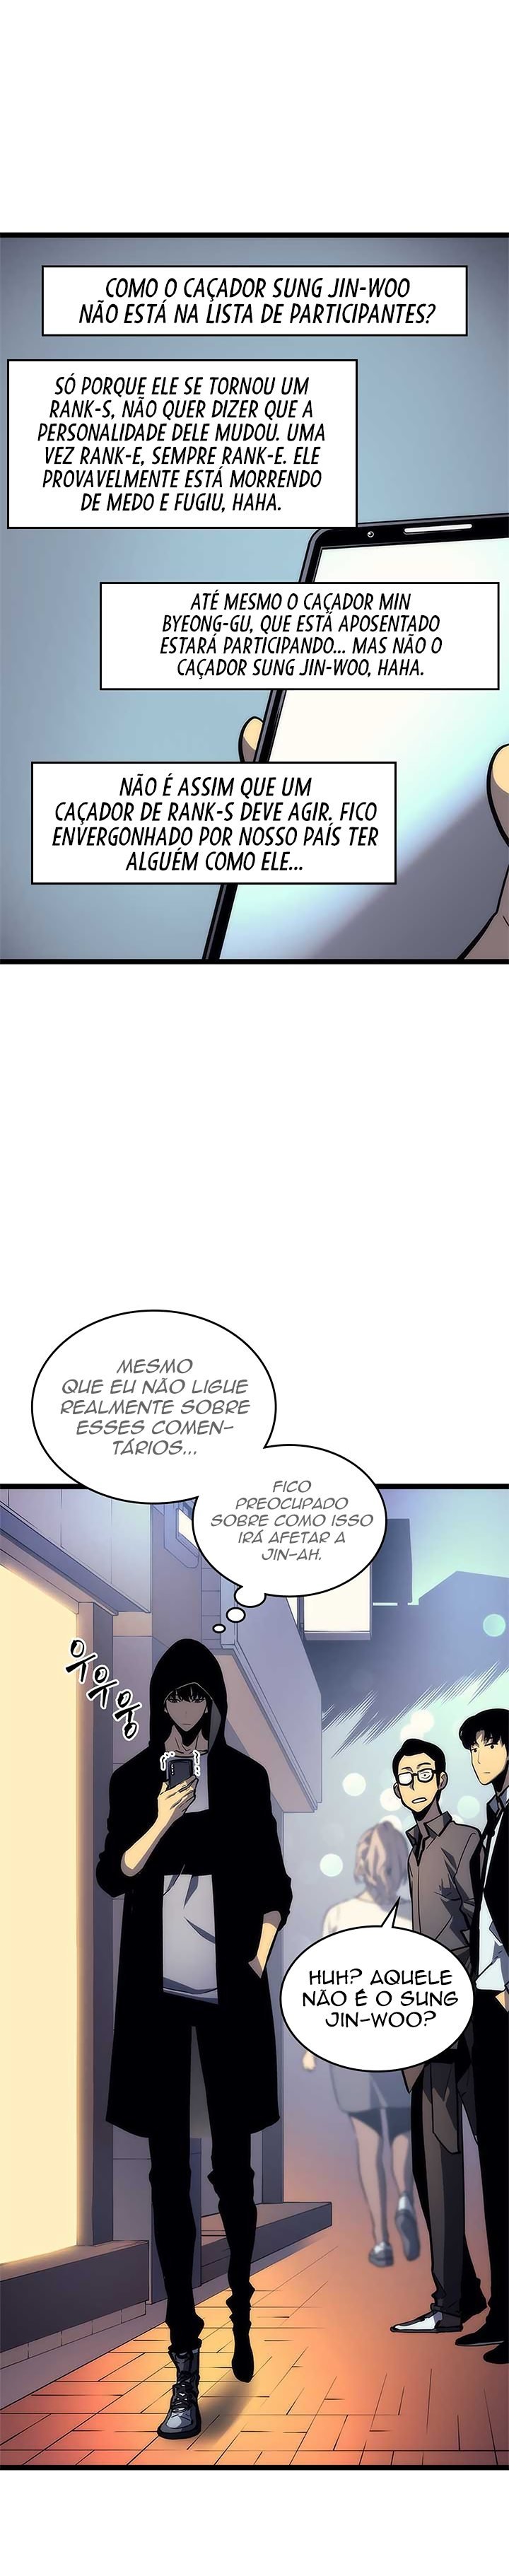 COMO O CAÇADOR SUNG JIN-WOO
NÃO ESTÁ NA LISTA DE PARTICIPANTES?
SÓ PORQUE ELE SE TORNOU UM
RANK-S, NÃO QUER DIZER QUE A
PERSONALIDADE DELE MUDOU. UMA
VEZ RANK-E, SEMPRE RANK-E. ELE
PROVAVELMENTE ESTÁ MORRENDO
DE MEDO E FUGIU, HAHA.
ATÉ MESMO O CAÇADOR MIN
BYEONG-GU, QUE ESTÁ APOSENTADO
ESTARÁ PARTICIPANDO... MAS NÃO O
CAÇADOR SUNG JIN-WOO, HAHA.
NÃO É ASSIM QUE UM
CAÇADOR DE RANK-S DEVE AGIR. FICO
ENVERGONHADO POR NOSSO PAÍS TER
ALGUÉM COMO ELE...
MESMO
QUE EU NÃO LIGUE
REALMENTE SOBRE
ESSES COMEN-
TÁRIOS...
FICO
PREOCUPADO
SOBRE COMO ISSO
IRÁ AFETAR A
JIN-AH.
우우웅
HUH? AQUELE
NÃO É O SUNG
JIN-WOO?